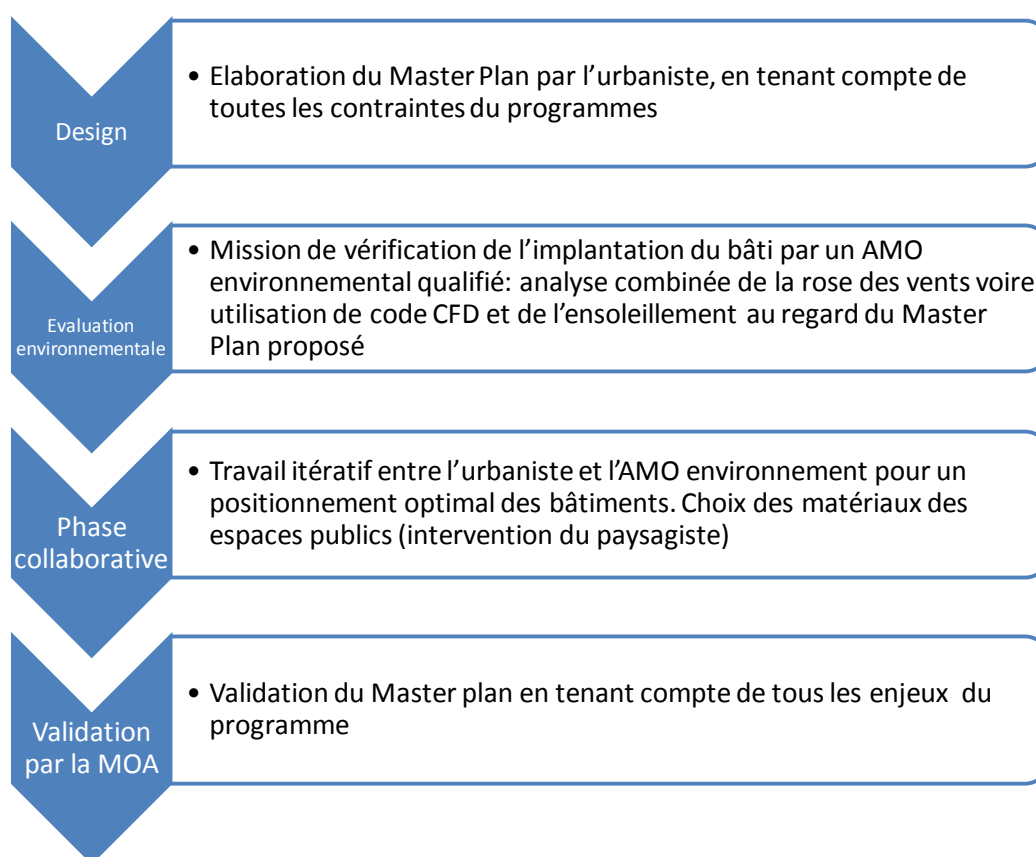 Design
• Elaboration du Master Plan par l'urbaniste, en tenant compte de
toutes les contraintes du programmes
Evaluation
environnementale
• Mission de vérification de l'implantation du bâti par un AMO
environnemental qualifié: analyse combinée de la rose des vents voire
utilisation de code CFD et de l'ensoleillement au regard du Master
Plan proposé
Phase
collaborative
• Travail itératif entre l'urbaniste et l'AMO environnement pour un
positionnement optimal des bâtiments. Choix des matériaux des
espaces publics (intervention du paysagiste)
Validation
par la MOA
• Validation du Master plan en tenant compte de tous les enjeux du
programme